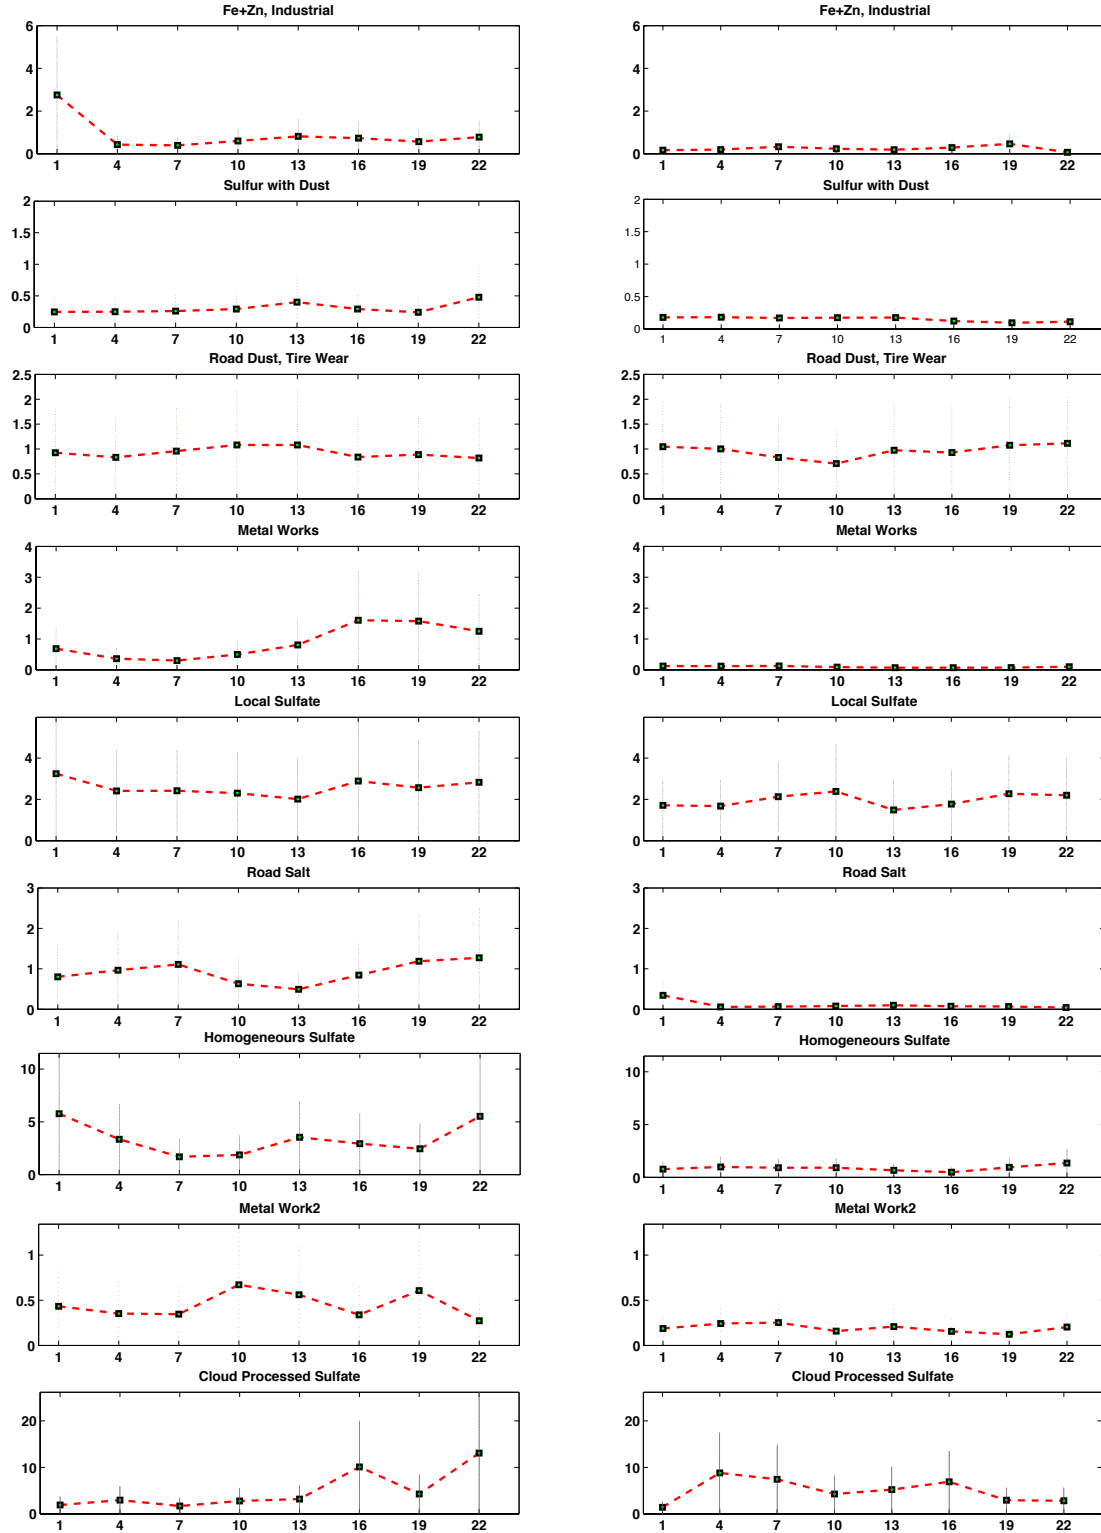 Fe+Zn, Industrial
6
4
2
0
1 4 7 10 13 16 19 22
Sulfur with Dust
2
1.5
1
0.5
0
1 4 7 10 13 16 19 22
Road Dust, Tire Wear
2.5
2
1.5
1
0.5
0
1 4 7 10 13 16 19 22
Metal Works
4
3
2
1
0
1 4 7 10 13 16 19 22
Local Sulfate
4
2
0
1 4 7 10 13 16 19 22
Road Salt
3
2
1
0
1 4 7 10 13 16 19 22
Homogeneours Sulfate
10
5
0
1 4 7 10 13 16 19 22
Metal Work2
1
0.5
0
1 4 7 10 13 16 19 22
Cloud Processed Sulfate
20
10
0
1 4 7 10 13 16 19 22
Fe+Zn, Industrial
6
4
2
0
1 4 7 10 13 16 19 22
Sulfur with Dust
2
1.5
1
0.5
0
1 4 7 10 13 16 19 22
Road Dust, Tire Wear
2.5
2
1.5
1
0.5
0
1 4 7 10 13 16 19 22
Metal Works
4
3
2
1
0
1 4 7 10 13 16 19 22
Local Sulfate
4
2
0
1 4 7 10 13 16 19 22
Road Salt
3
2
1
0
1 4 7 10 13 16 19 22
Homogeneours Sulfate
10
5
0
1 4 7 10 13 16 19 22
Metal Work2
1
0.5
0
1 4 7 10 13 16 19 22
Cloud Processed Sulfate
20
10
0
1 4 7 10 13 16 19 22